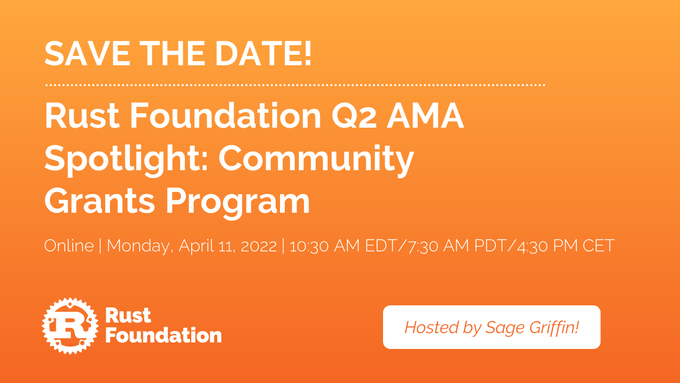 SAVE THE DATE!
Rust Foundation Q2 AMA
Spotlight: Community
Grants Program
Online | Monday, April 11, 2022 | 10:30 AM EDT/7:30 AM PDT/4:30 PM CET
R
Rust
Foundation
Hosted by Sage Griffin!